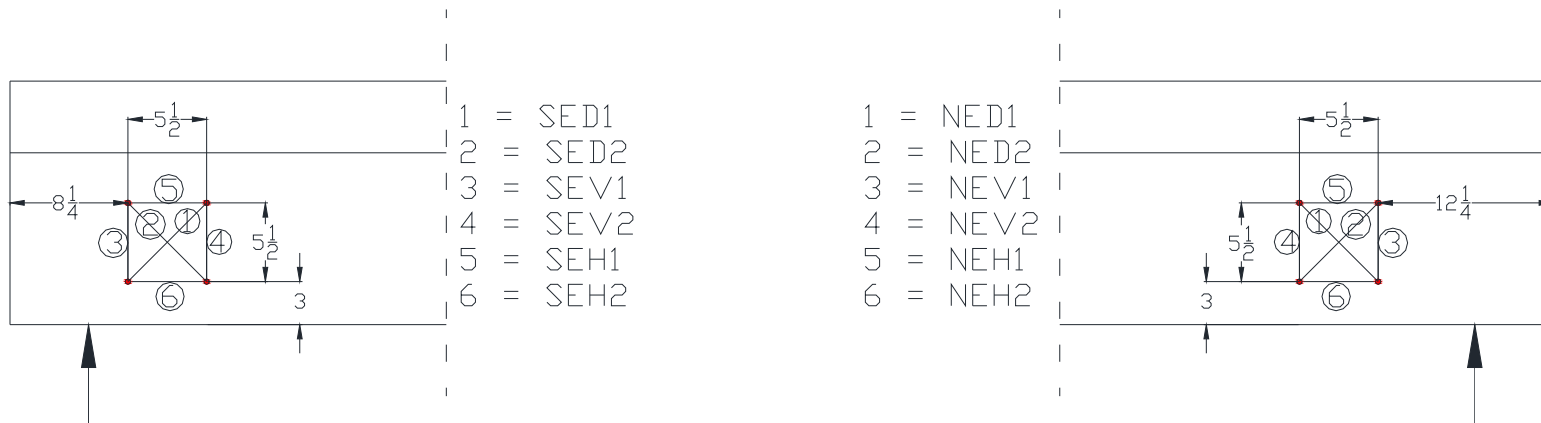 5 1/2
1 = SED1
2 = SED2
3 = SEV1
4 = SEV2
5 = SEH1
6 = SEH2
8 1/4
5
2
1
3
4
5 1/2
6
3
1 = NED1
2 = NED2
3 = NEV1
4 = NEV2
5 = NEH1
6 = NEH2
5 1/2
5
12 1/4
1
2
4
3
5 1/2
6
3